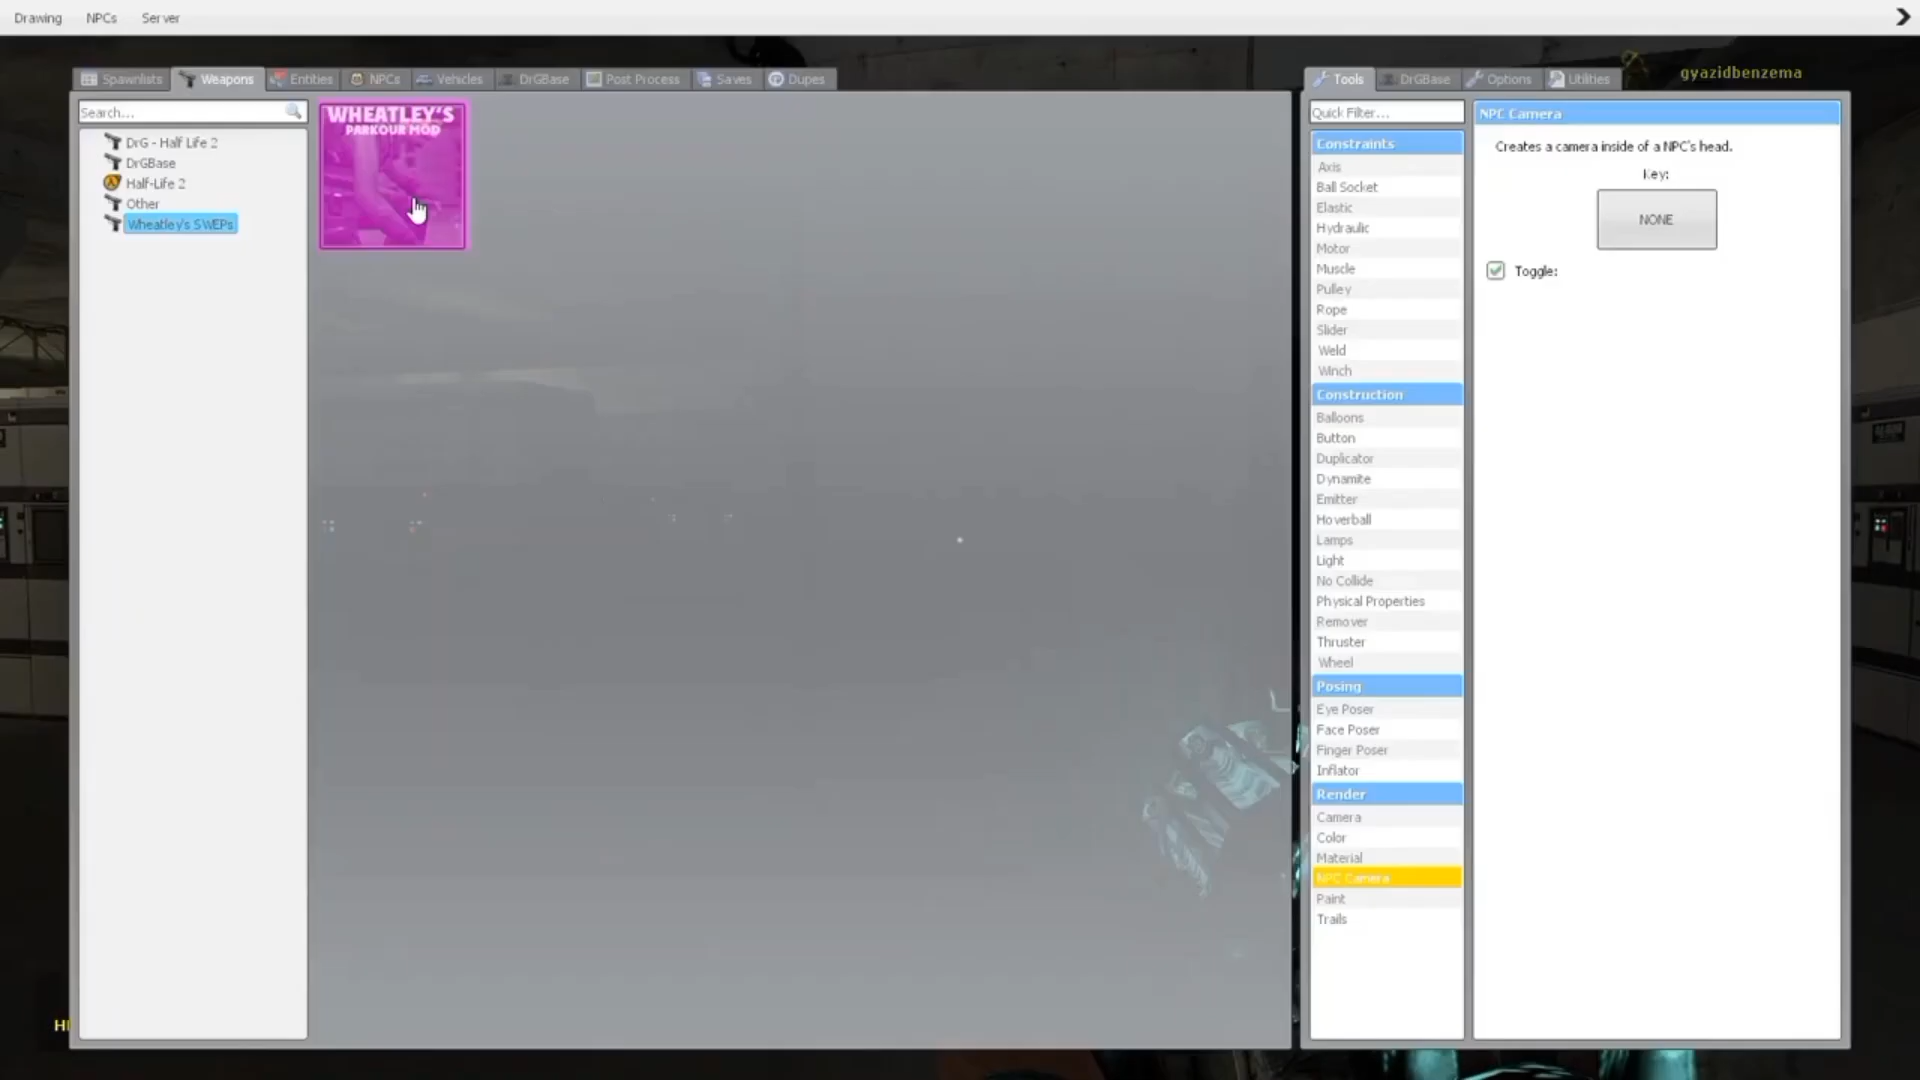 Drawing NPCs Server
Spawnlists Weapons Entities NPCs Vehicles DrGBase Post Process Saves Dupes
Tools DrGBase Options Utilities
gyazidbenzema
Search...
DrG - Half Life 2
DrGBase
Half-Life 2
Other
Wheatley's SWEPs
WHEATLEY'S
PARKOUR MOD
Quick Filter...
Constraints
Axis
Ball Socket
Elastic
Hydraulic
Motor
Muscle
Pulley
Rope
Slider
Weld
Winch
Construction
Balloons
Button
Duplicator
Dynamite
Emitter
Hoverball
Lamps
Light
No Collide
Physical Properties
Remover
Thruster
Wheel
Posing
Eye Poser
Face Poser
Finger Poser
Inflator
Render
Camera
Color
Material
NPC Camera
Paint
Trails
NPC Camera
Creates a camera inside of a NPC's head.
Key:
NONE
Toggle: